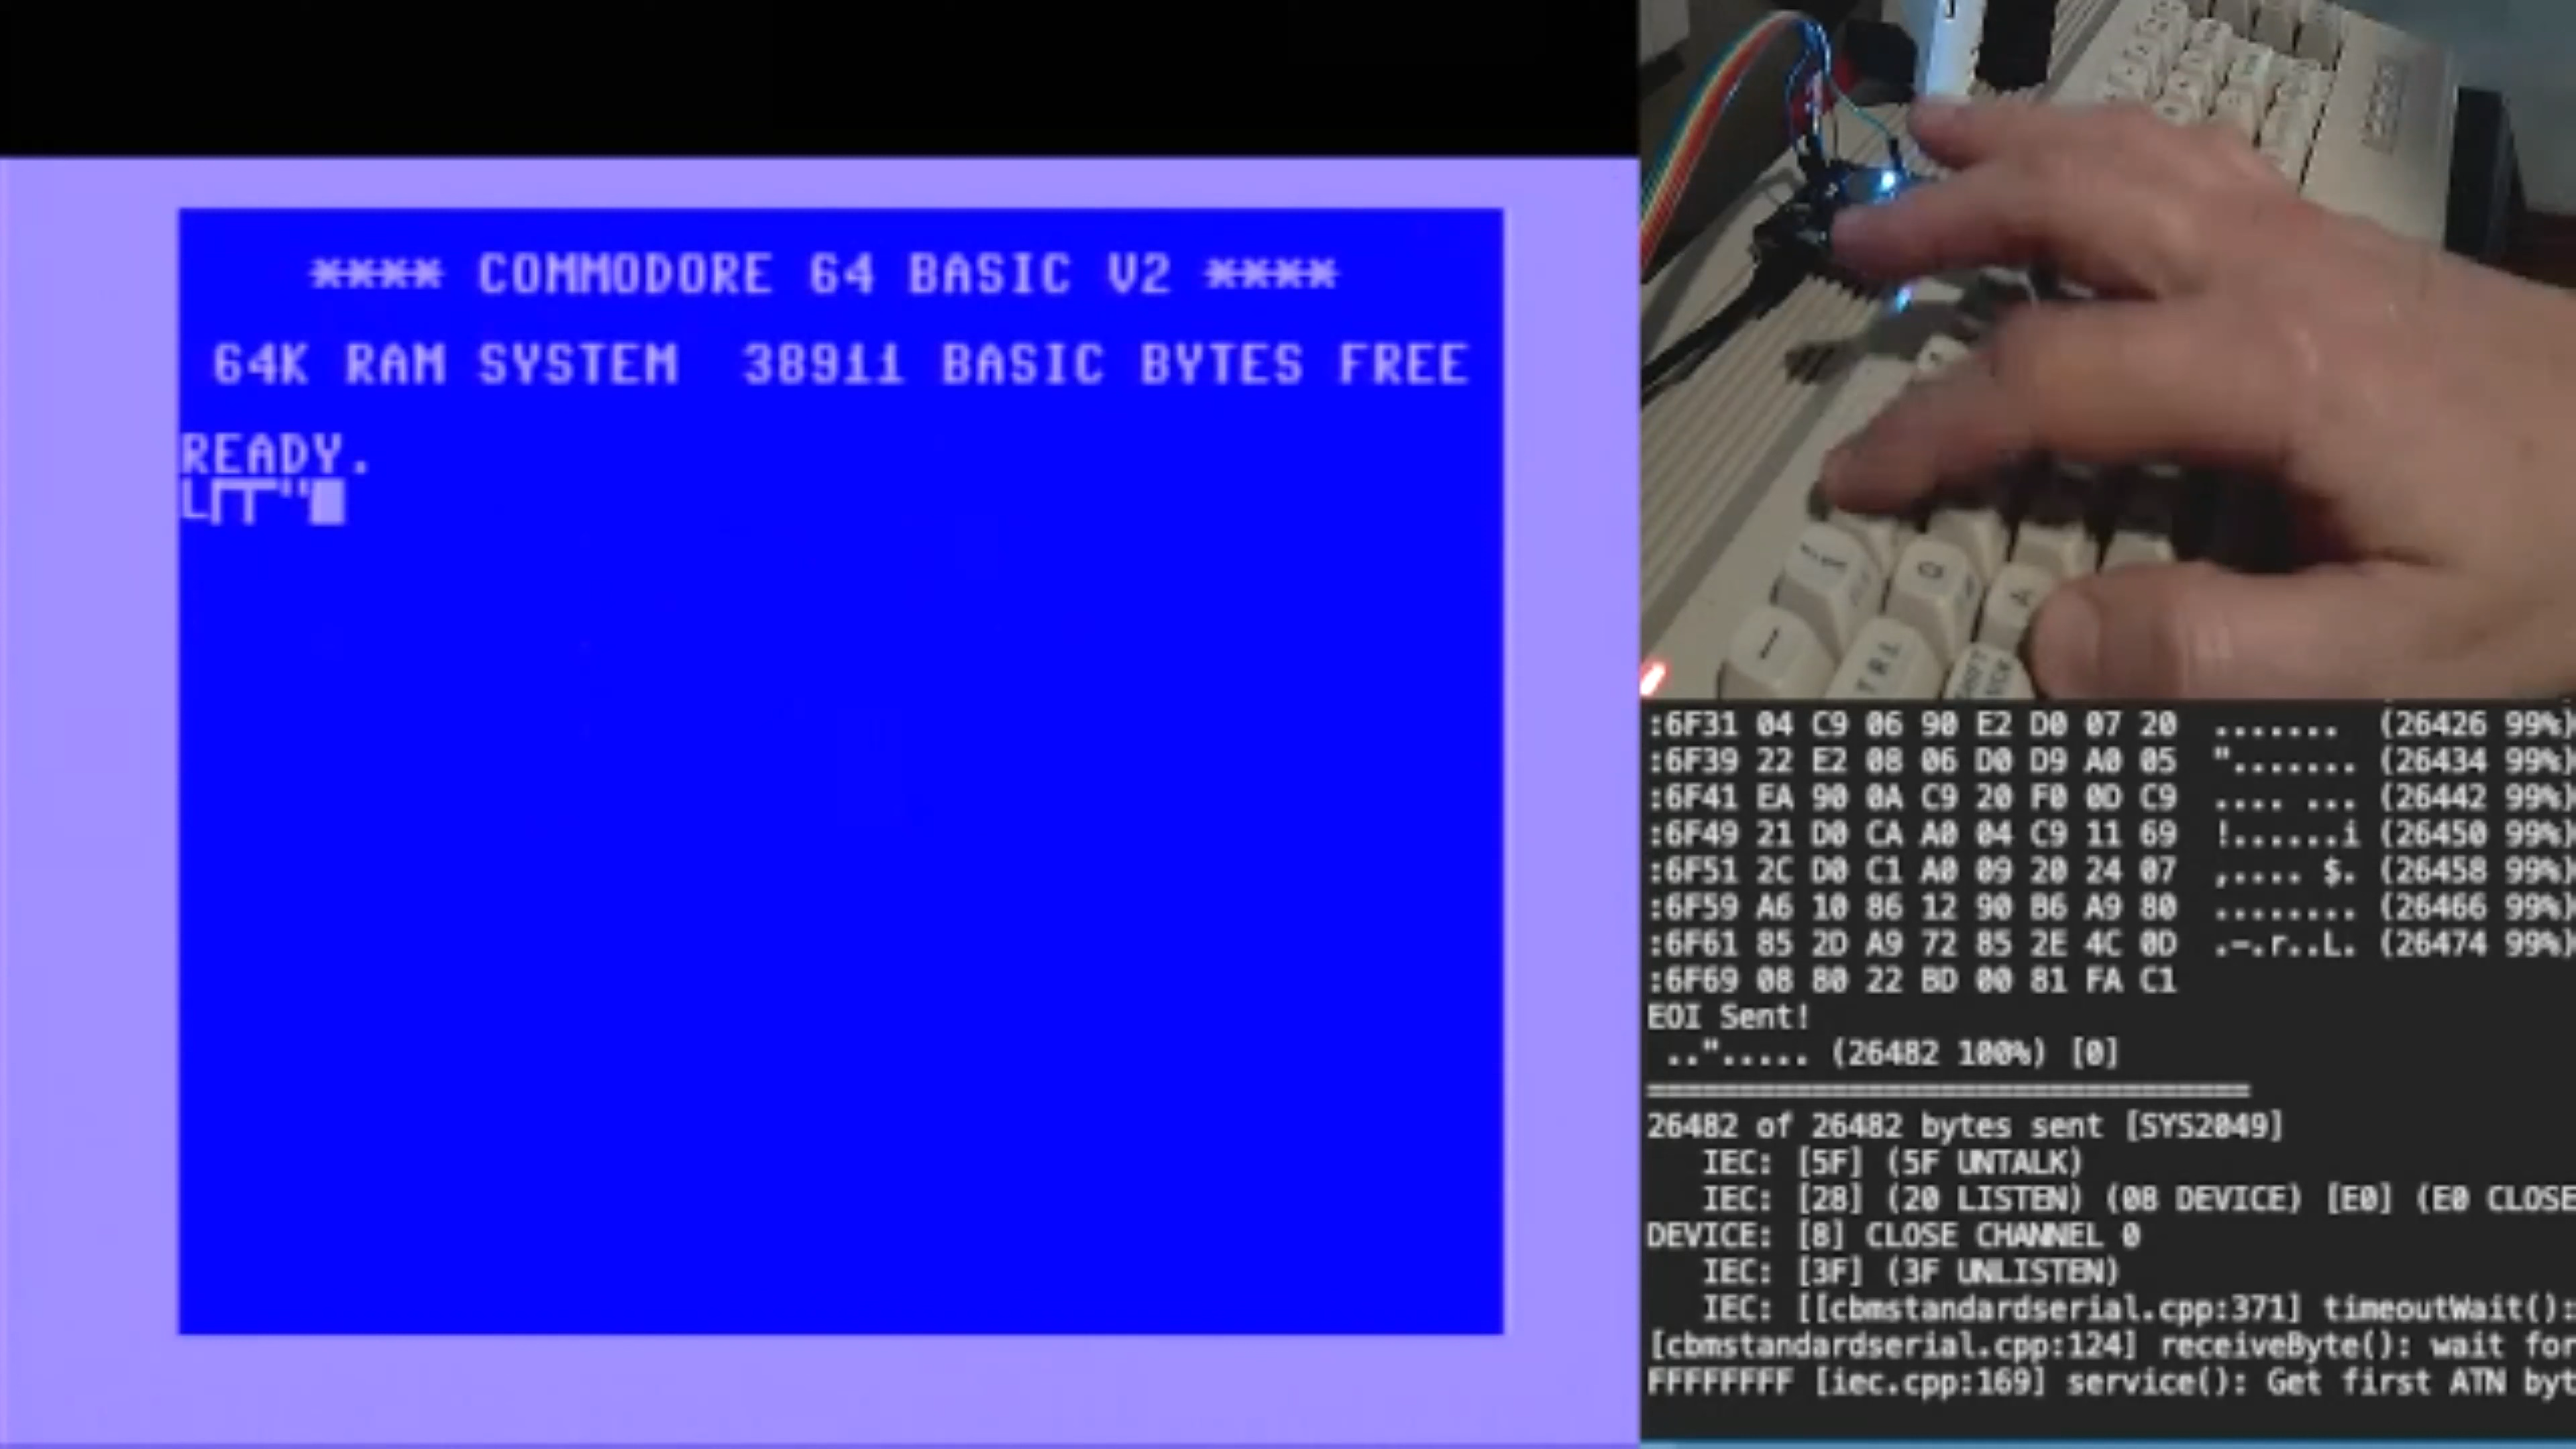 **** COMMODORE 64 BASIC V2 ****
64K RAM SYSTEM  38911 BASIC BYTES FREE
READY.
L┌┬"
Q
A
CTRL
SHIFT
LOCK
:6F31 04 C9 06 90 E2 D0 07 20  .......  (26426 99%)
:6F39 22 E2 08 06 D0 D9 A0 05  "....... (26434 99%)
:6F41 EA 90 0A C9 20 F0 0D C9  .... ... (26442 99%)
:6F49 21 D0 CA A0 04 C9 11 69  !......i (26450 99%)
:6F51 2C D0 C1 A0 09 20 24 07  ,.... $. (26458 99%)
:6F59 A6 10 86 12 90 B6 A9 80  ........ (26466 99%)
:6F61 85 2D A9 72 85 2E 4C 0D  .-.r..L. (26474 99%)
:6F69 08 80 22 BD 00 81 FA C1
EOI Sent!
.."..... (26482 100%) [0]
=================================
26482 of 26482 bytes sent [SYS2049]
IEC: [5F] (5F UNTALK)
IEC: [28] (20 LISTEN) (08 DEVICE) [E0] (E0 CLOSE
DEVICE: [8] CLOSE CHANNEL 0
IEC: [3F] (3F UNLISTEN)
IEC: [[cbmstandardserial.cpp:371] timeoutWait():
[cbmstandardserial.cpp:124] receiveByte(): wait for
FFFFFFFF [iec.cpp:169] service(): Get first ATN byt